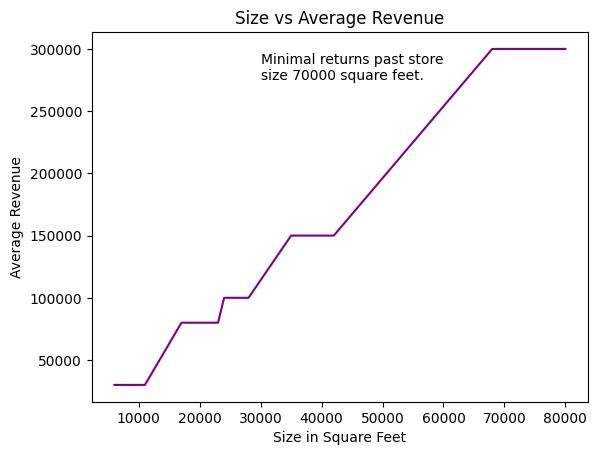 Size vs Average Revenue
300000
Minimal returns past store
size 70000 square feet.
250000
200000
150000
100000
50000
Average Revenue
10000 20000 30000 40000 50000 60000 70000 80000
Size in Square Feet